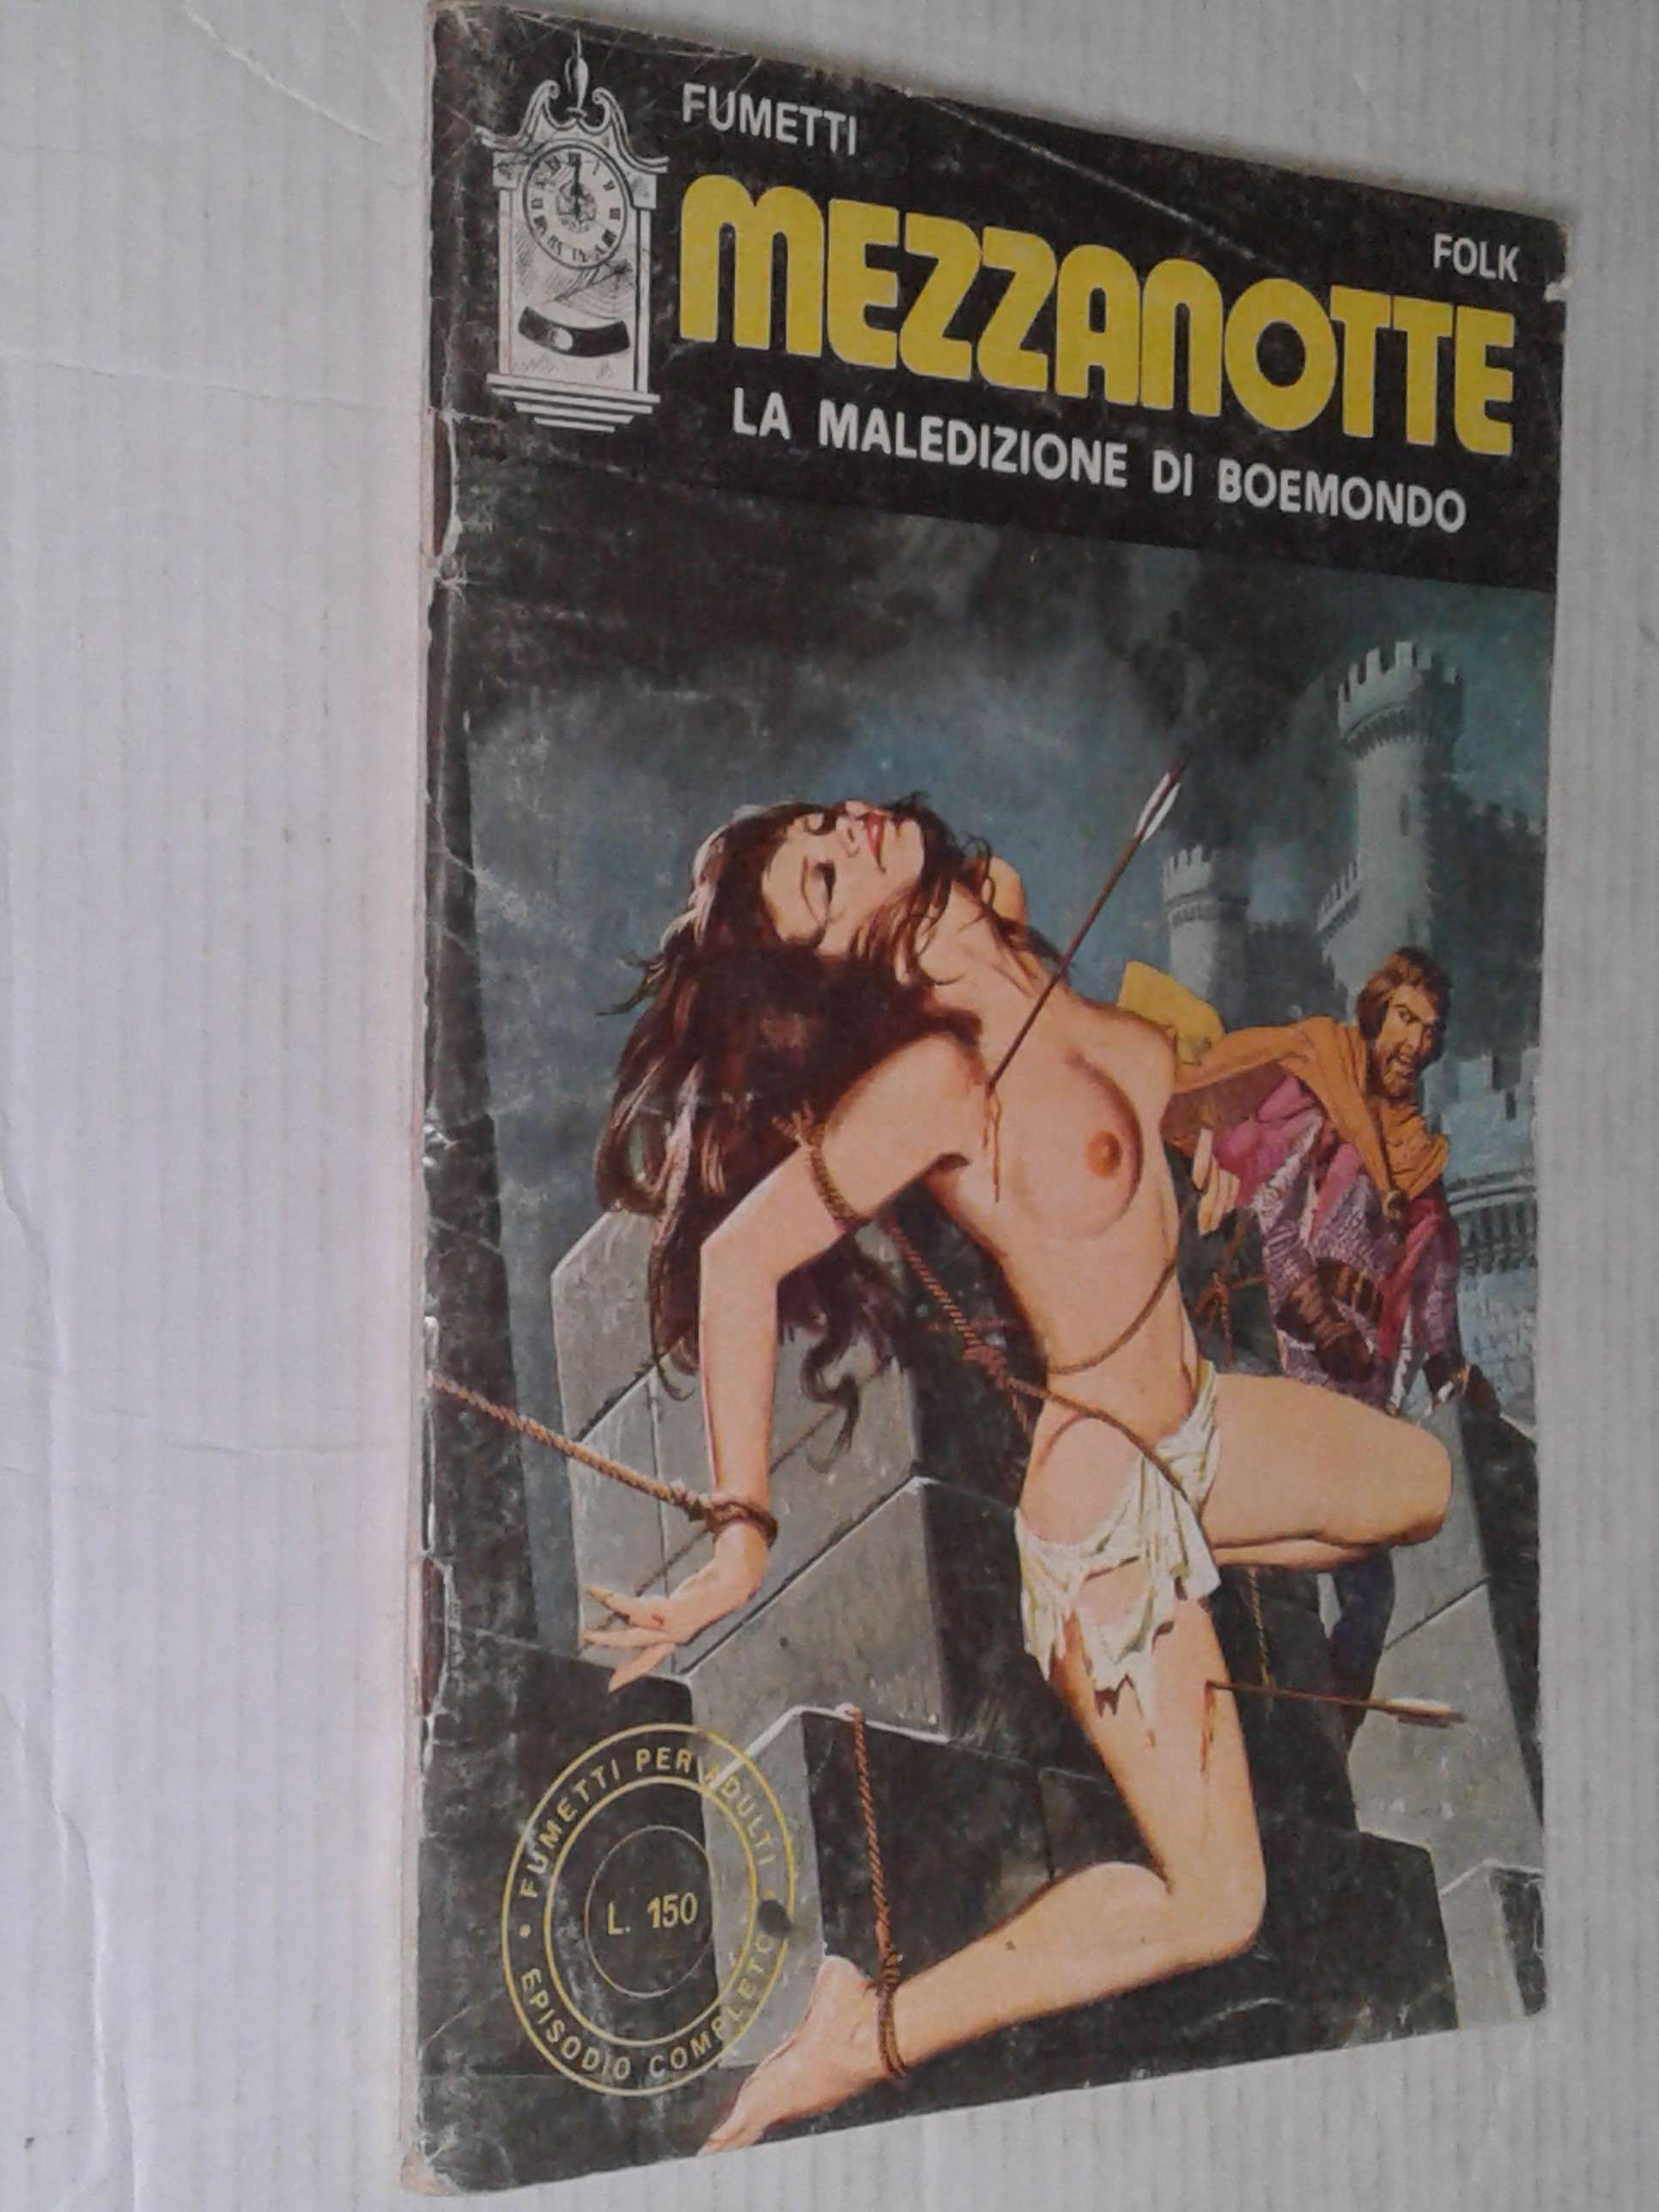 FUMETTI
FOLK
MEZZANOTTE
LA MALEDIZIONE DI BOEMONDO
• FUMETTI PER ADULTI •
L. 150
EPISODIO COMPLETO